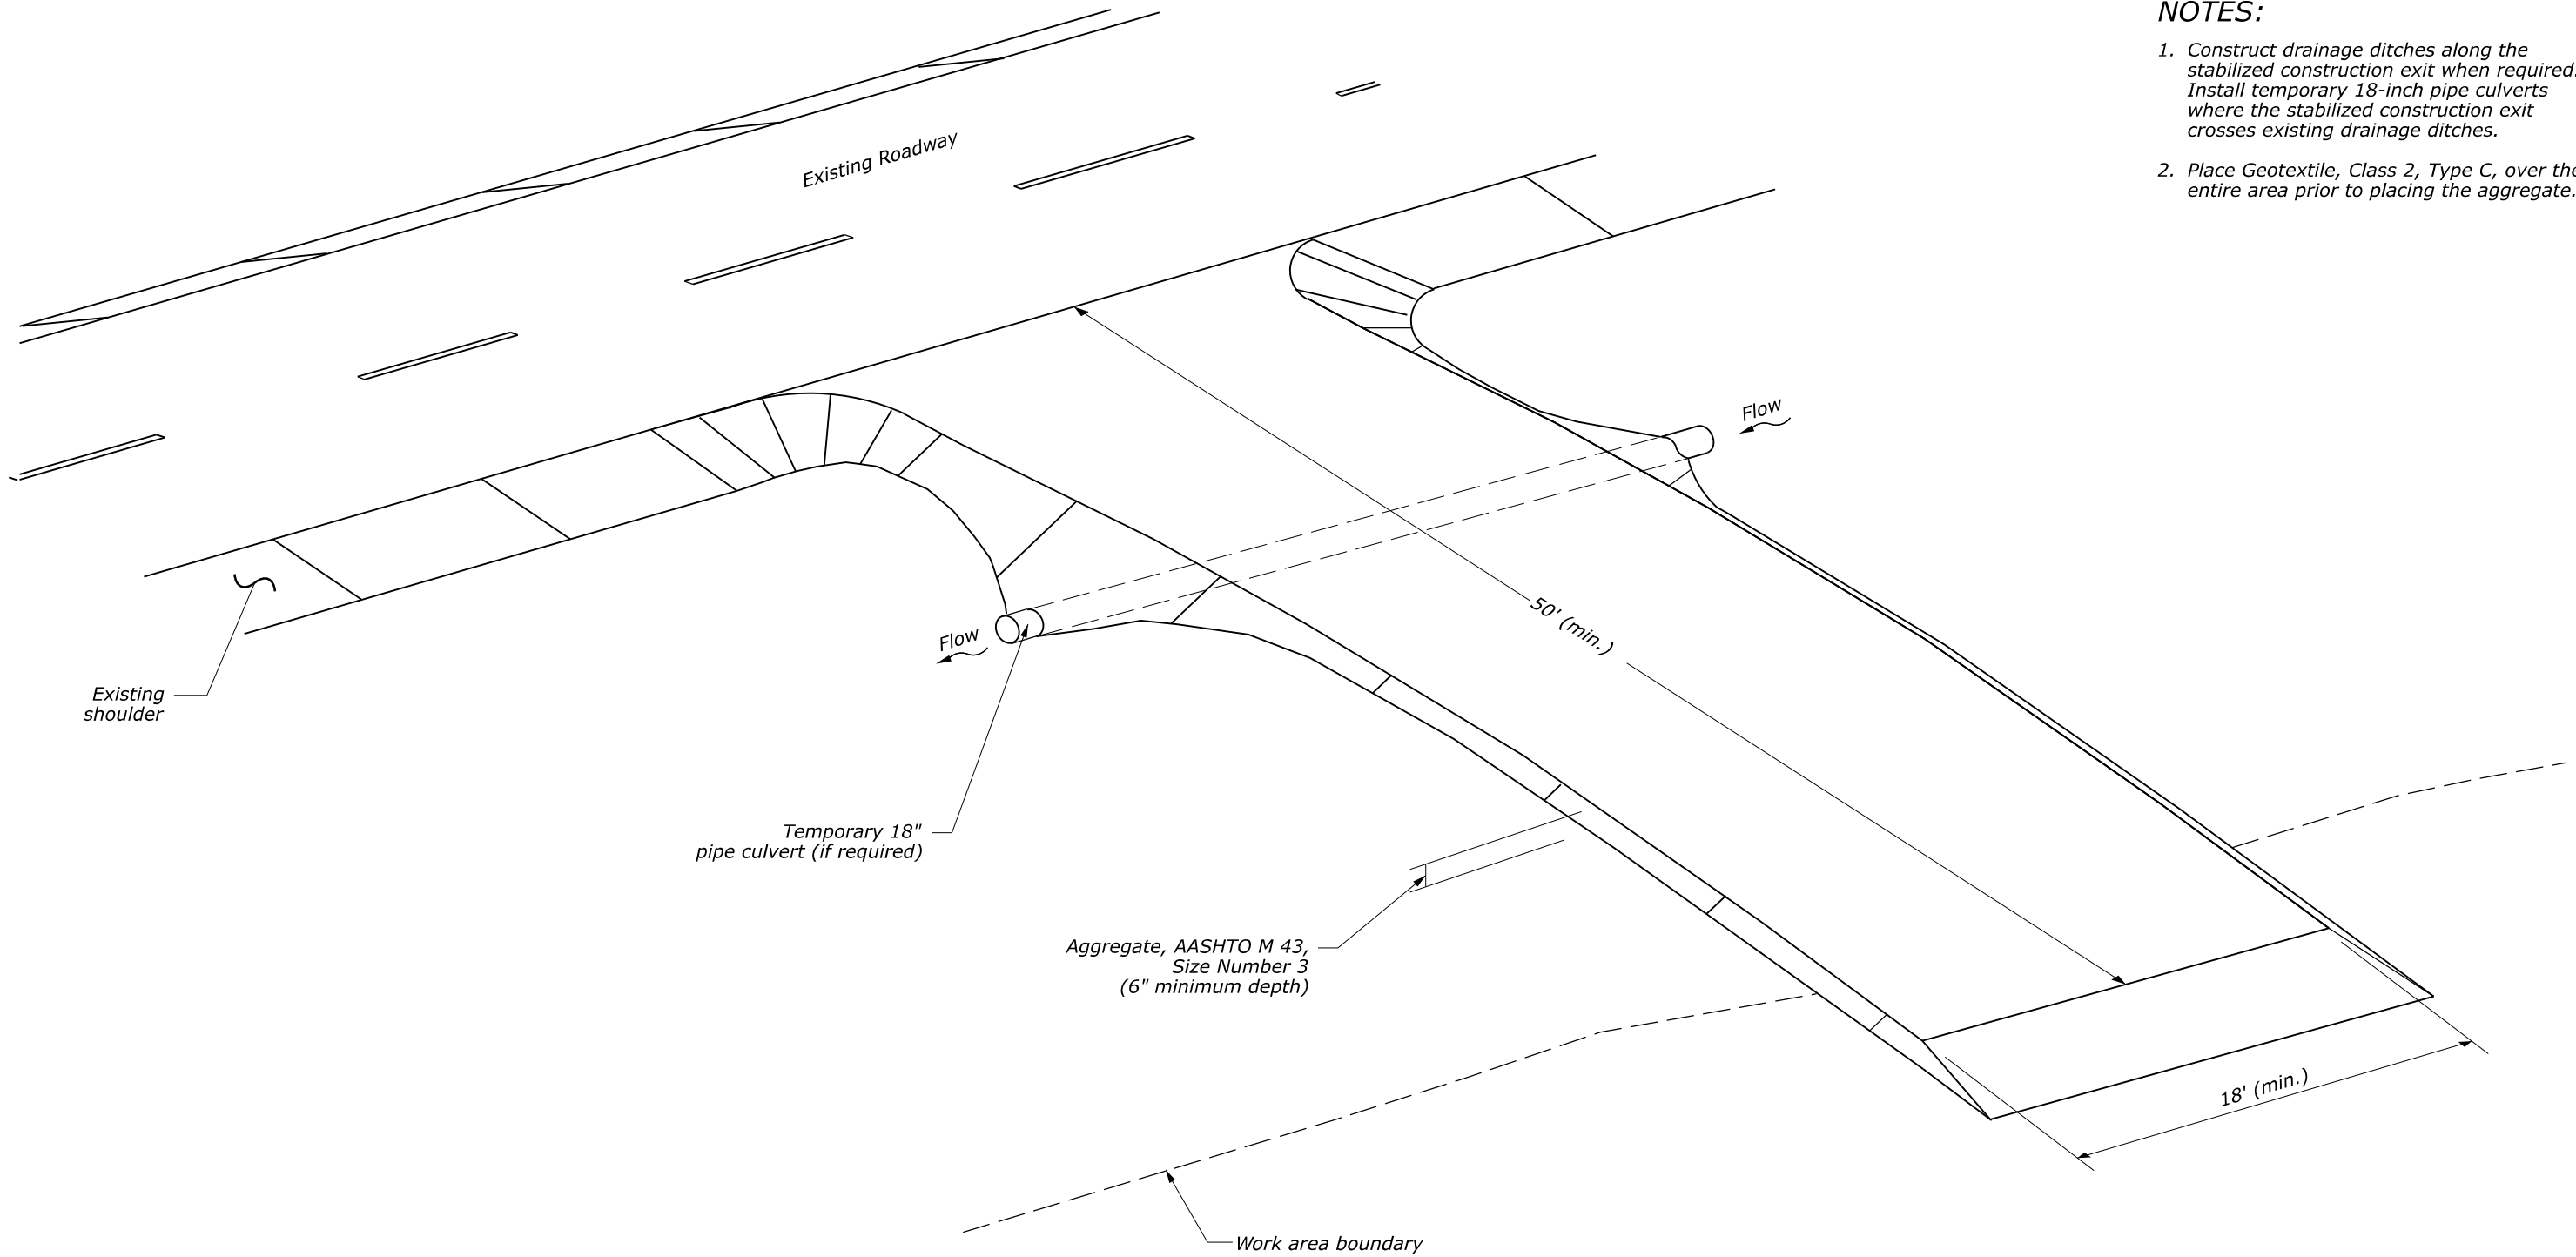 NOTES:
1. Construct drainage ditches along the
stabilized construction exit when required.
Install temporary 18-inch pipe culverts
where the stabilized construction exit
crosses existing drainage ditches.
2. Place Geotextile, Class 2, Type C, over the
entire area prior to placing the aggregate.
Existing Roadway
Flow
50' (min.)
Flow
Existing
shoulder
Temporary 18"
pipe culvert (if required)
Aggregate, AASHTO M 43,
Size Number 3
(6" minimum depth)
18' (min.)
Work area boundary